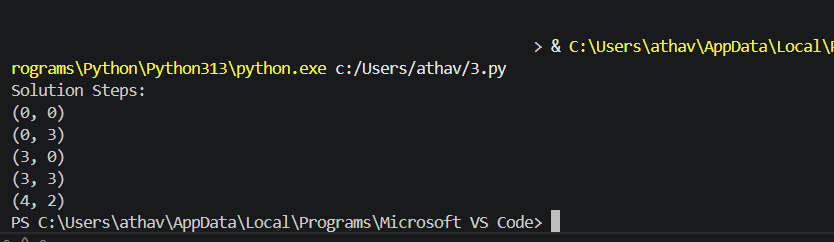 > & C:\Users\athav\AppData\Local\P
rograms\Python\Python313\python.exe c:/Users/athav/3.py
Solution Steps:
(0, 0)
(0, 3)
(3, 0)
(3, 3)
(4, 2)
PS C:\Users\athav\AppData\Local\Programs\Microsoft VS Code>